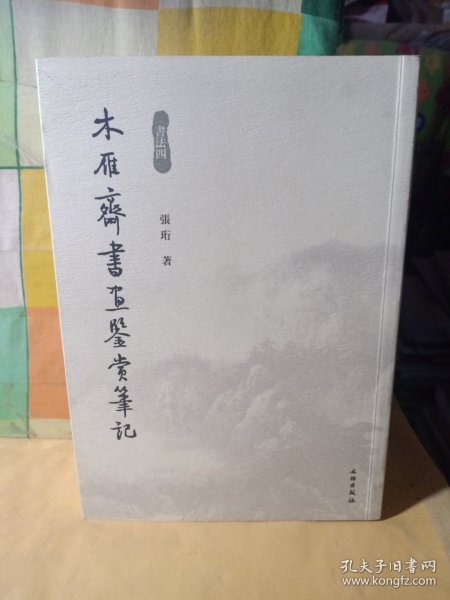 木雁齋書畫鑒賞筆記
書法四
張珩 著
文物出版社
孔夫子旧书网
www.kongfz.com